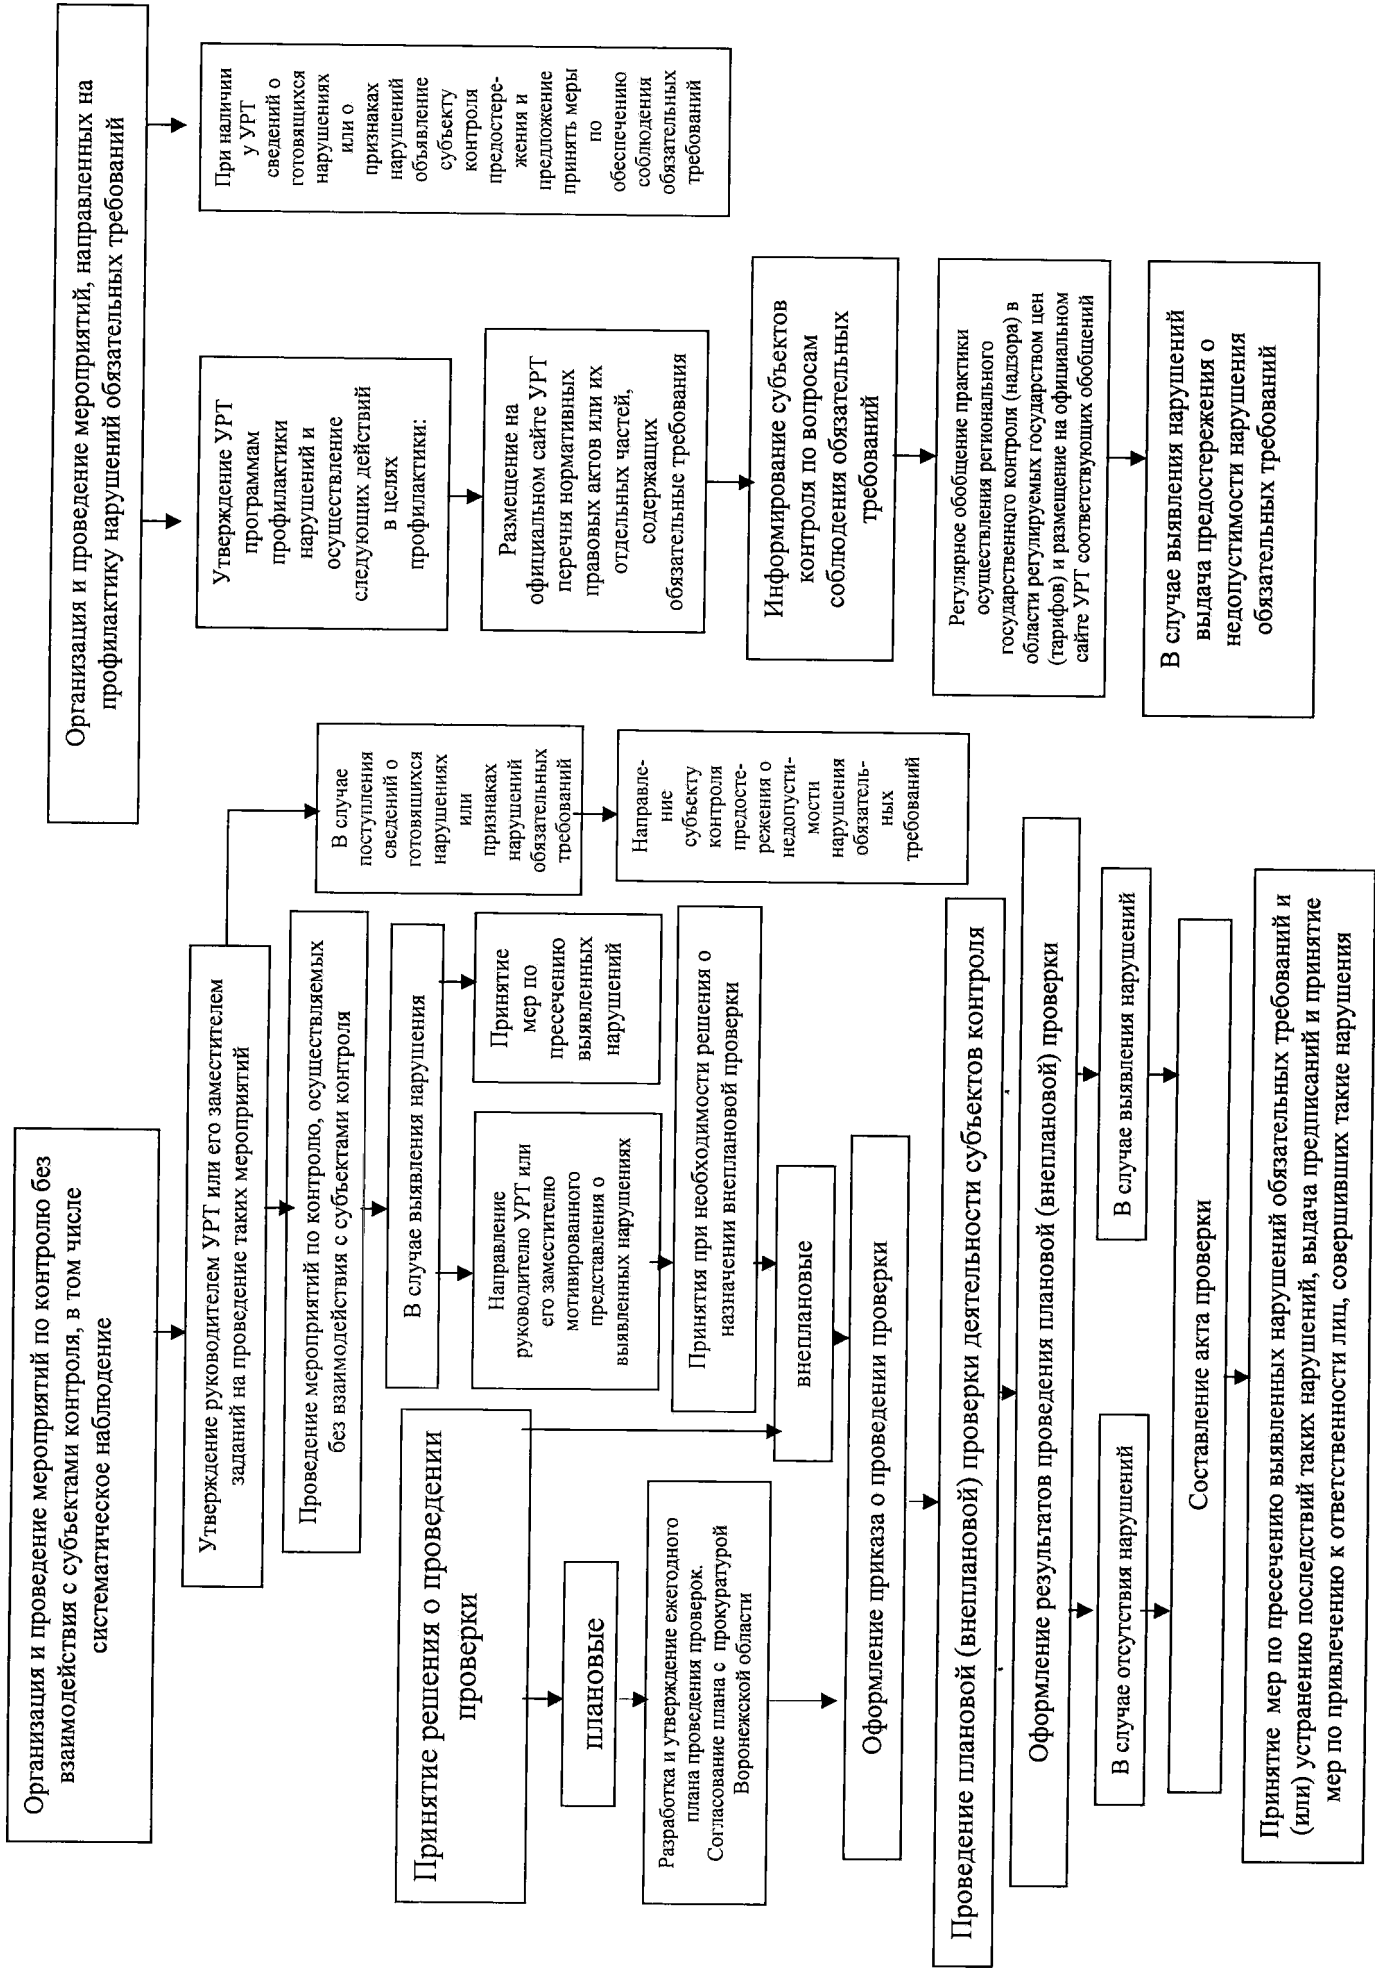 Организация и проведение мероприятий по контролю без
взаимодействия с субъектами контроля, в том числе
систематическое наблюдение
Утверждение руководителем УРТ или его заместителем
заданий на проведение таких мероприятий
Проведение мероприятий по контролю, осуществляемых
без взаимодействия с субъектами контроля
В случае выявления нарушения
Направление
руководителю УРТ или
его заместителю
мотивированного
представления о
выявленных нарушениях
Принятие
мер по
пресечению
выявленных
нарушений
Принятия при необходимости решения о
назначении внеплановой проверки
В случае
поступления
сведений о
готовящихся
нарушениях
или
признаках
нарушений
обязательных
требований
Направле-
ние
субъекту
контроля
предосте-
режения о
недопусти-
мости
нарушения
обязатель-
ных
требований
Принятие решения о проведении
проверки
плановые
внеплановые
Разработка и утверждение ежегодного
плана проведения проверок.
Согласование плана с прокуратурой
Воронежской области
Оформление приказа о проведении проверки
Проведение плановой (внеплановой) проверки деятельности субъектов контроля
Оформление результатов проведения плановой (внеплановой) проверки
В случае отсутствия нарушений
В случае выявления нарушений
Составление акта проверки
Принятие мер по пресечению выявленных нарушений обязательных требований и
(или) устранению последствий таких нарушений, выдача предписаний и принятие
мер по привлечению к ответственности лиц, совершивших такие нарушения
Организация и проведение мероприятий, направленных на
профилактику нарушений обязательных требований
Утверждение УРТ
программам
профилактики
нарушений и
осуществление
следующих действий
в целях
профилактики:
Размещение на
официальном сайте УРТ
перечня нормативных
правовых актов или их
отдельных частей,
содержащих
обязательные требования
Информирование субъектов
контроля по вопросам
соблюдения обязательных
требований
Регулярное обобщение практики
осуществления регионального
государственного контроля (надзора) в
области регулируемых государством цен
(тарифов) и размещение на официальном
сайте УРТ соответствующих обобщений
В случае выявления нарушений
выдача предостережения о
недопустимости нарушения
обязательных требований
При наличии
у УРТ
сведений о
готовящихся
нарушениях
или о
признаках
нарушений
объявление
субъекту
контроля
предостере-
жения и
предложение
принять меры
по
обеспечению
соблюдения
обязательных
требований